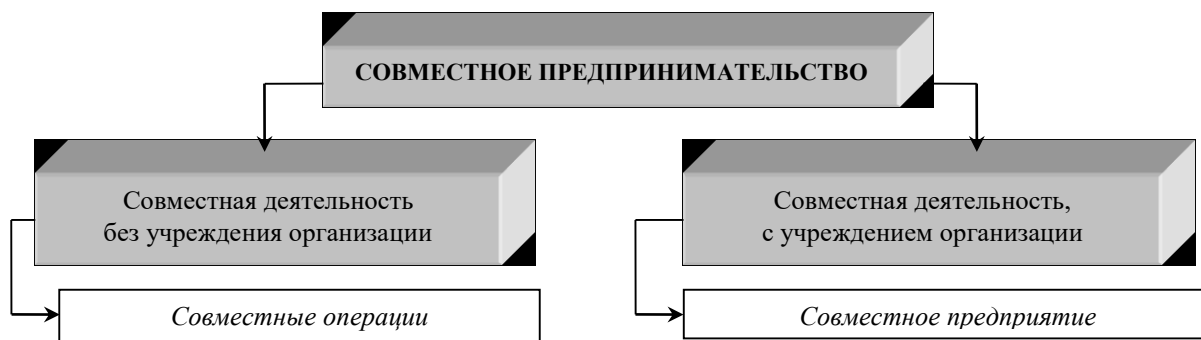 СОВМЕСТНОЕ ПРЕДПРИНИМАТЕЛЬСТВО
Совместная деятельность
без учреждения организации
Совместная деятельность,
с учреждением организации
Совместные операции
Совместное предприятие